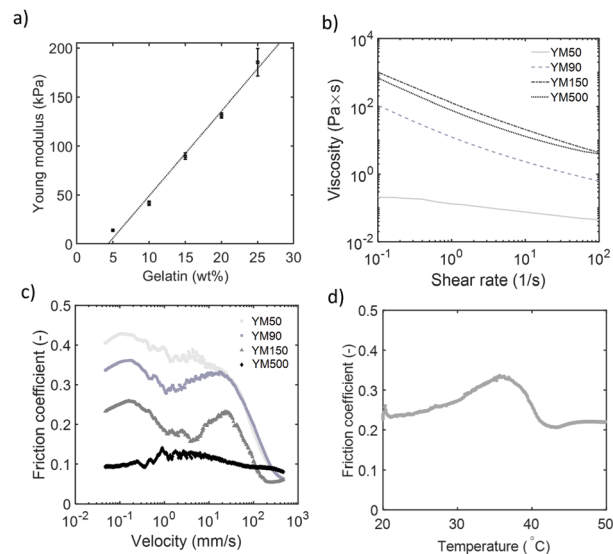 a)
200
150
100
50
0
Young modulus (kPa)
0 5 10 15 20 25 30
Gelatin (wt%)
b)
10^4
10^2
10^0
10^-2
Viscosity (Pa×s)
YM50
YM90
YM150
YM500
10^-1 10^0 10^1 10^2
Shear rate (1/s)
c)
0.5
0.4
0.3
0.2
0.1
0
Friction coefficient (-)
YM50
YM90
YM150
YM500
10^-2 10^-1 10^0 10^1 10^2 10^3
Velocity (mm/s)
d)
0.5
0.4
0.3
0.2
0.1
0
Friction coefficient (-)
20 30 40 50
Temperature (°C)